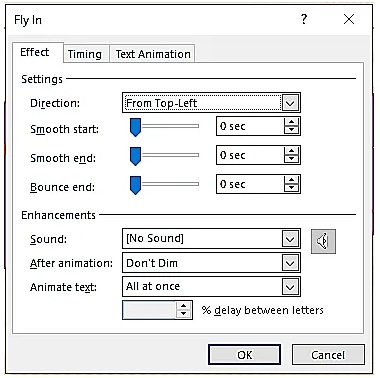 Fly In ? ×
Effect Timing Text Animation
Settings
Direction: From Top-Left
Smooth start: 0 sec
Smooth end: 0 sec
Bounce end: 0 sec
Enhancements
Sound: [No Sound]
After animation: Don't Dim
Animate text: All at once
% delay between letters
OK Cancel